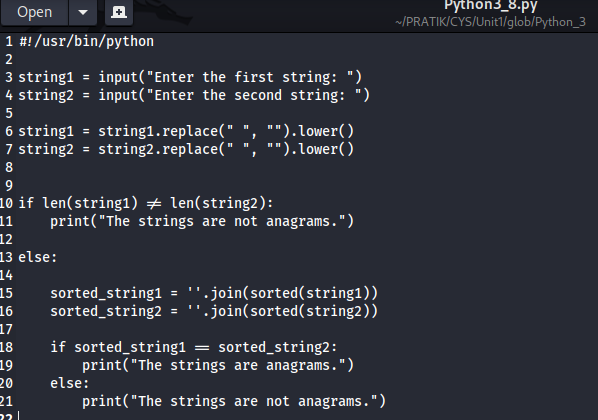 Open
Python3_8.py
~/PRATIK/CYS/Unit1/glob/Python_3
1 #!/usr/bin/python
2
3 string1 = input("Enter the first string: ")
4 string2 = input("Enter the second string: ")
5
6 string1 = string1.replace(" ", "").lower()
7 string2 = string2.replace(" ", "").lower()
8
9
10 if len(string1) ≠ len(string2):
11     print("The strings are not anagrams.")
12
13 else:
14
15     sorted_string1 = ''.join(sorted(string1))
16     sorted_string2 = ''.join(sorted(string2))
17
18     if sorted_string1 == sorted_string2:
19         print("The strings are anagrams.")
20     else:
21         print("The strings are not anagrams.")
22